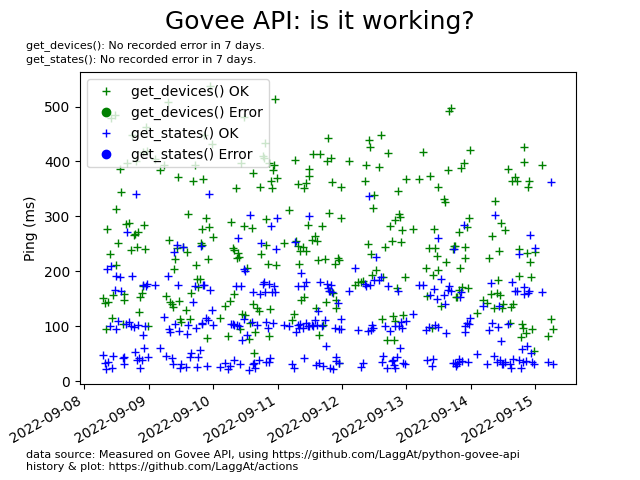 Govee API: is it working?
get_devices(): No recorded error in 7 days.
get_states(): No recorded error in 7 days.
get_devices() OK
get_devices() Error
get_states() OK
get_states() Error
Ping (ms)
500
400
300
200
100
0
2022-09-08
2022-09-09
2022-09-10
2022-09-11
2022-09-12
2022-09-13
2022-09-14
2022-09-15
data source: Measured on Govee API, using https://github.com/LaggAt/python-govee-api
history & plot: https://github.com/LaggAt/actions